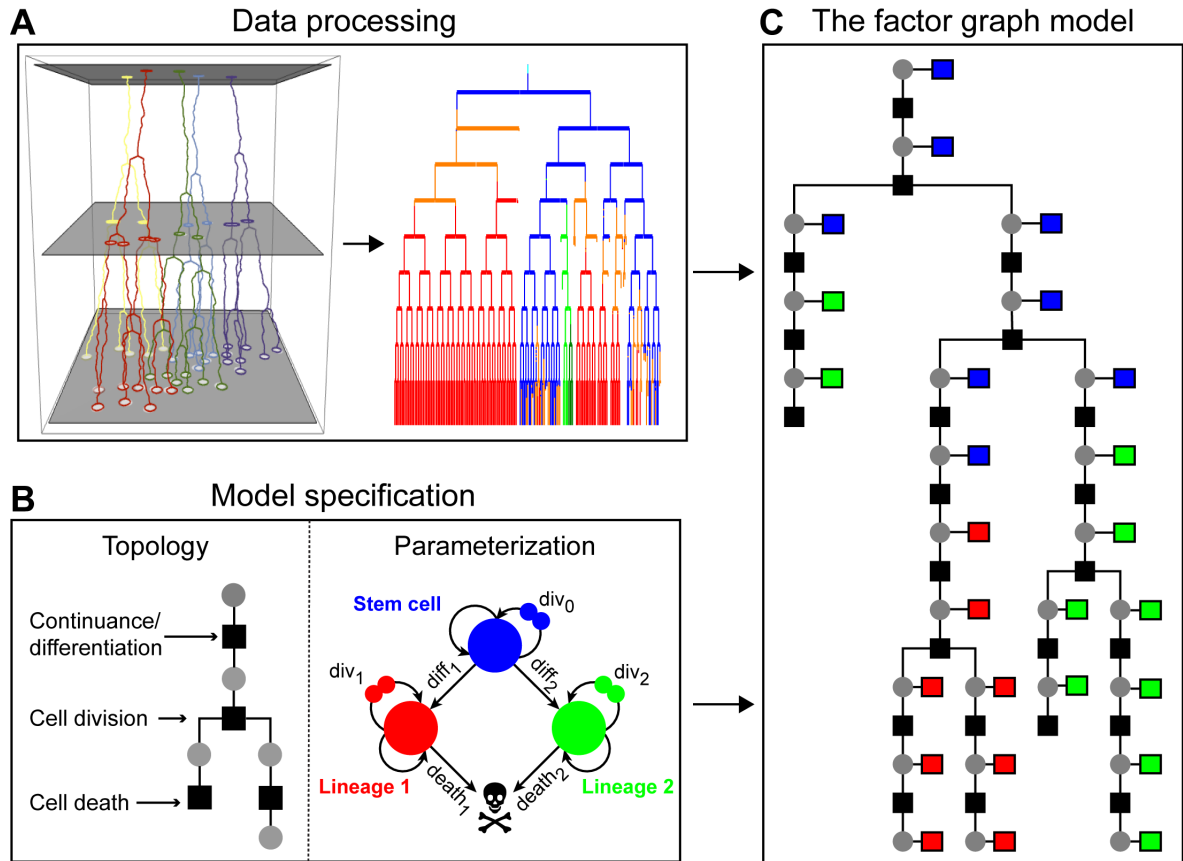 A
Data processing
C
The factor graph model
B
Model specification
Topology
Parameterization
Continuance/
differentiation
Cell division
Cell death
Stem cell
div0
diff1
diff2
div1
div2
Lineage 1
Lineage 2
death1
death2